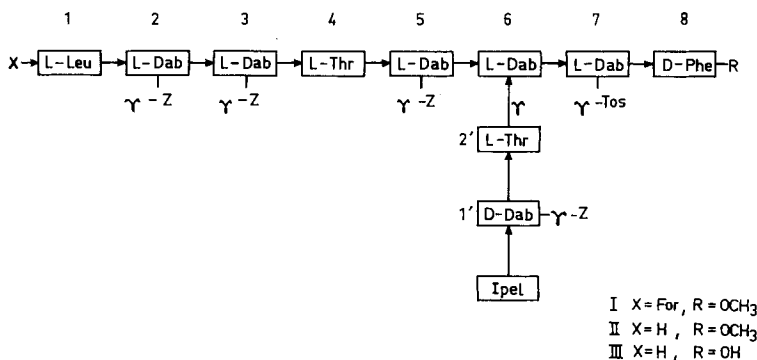 1 2 3 4 5 6 7 8
X L-Leu L-Dab L-Dab L-Thr L-Dab L-Dab L-Dab D-Phe R
γ-Z γ-Z γ-Z γ γ-Tos
2' L-Thr
1' D-Dab γ-Z
Ipel
I X=For, R=OCH₃
II X=H , R=OCH₃
III X=H , R=OH